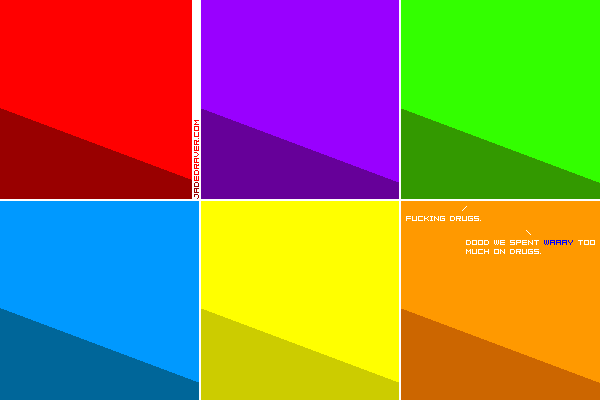 JADEDRAVER.COM
FUCKING DRUGS.
DOOD WE SPENT WAAAY TOO
MUCH ON DRUGS.